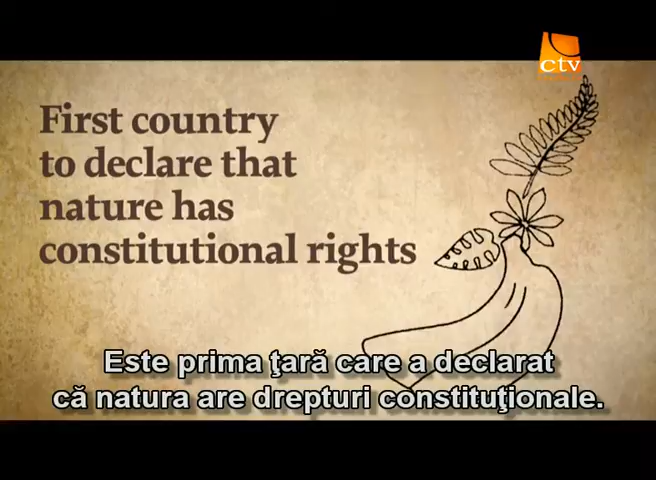 ctv
First country
to declare that
nature has
constitutional rights
Este prima ţară care a declarat
că natura are drepturi constituţionale.